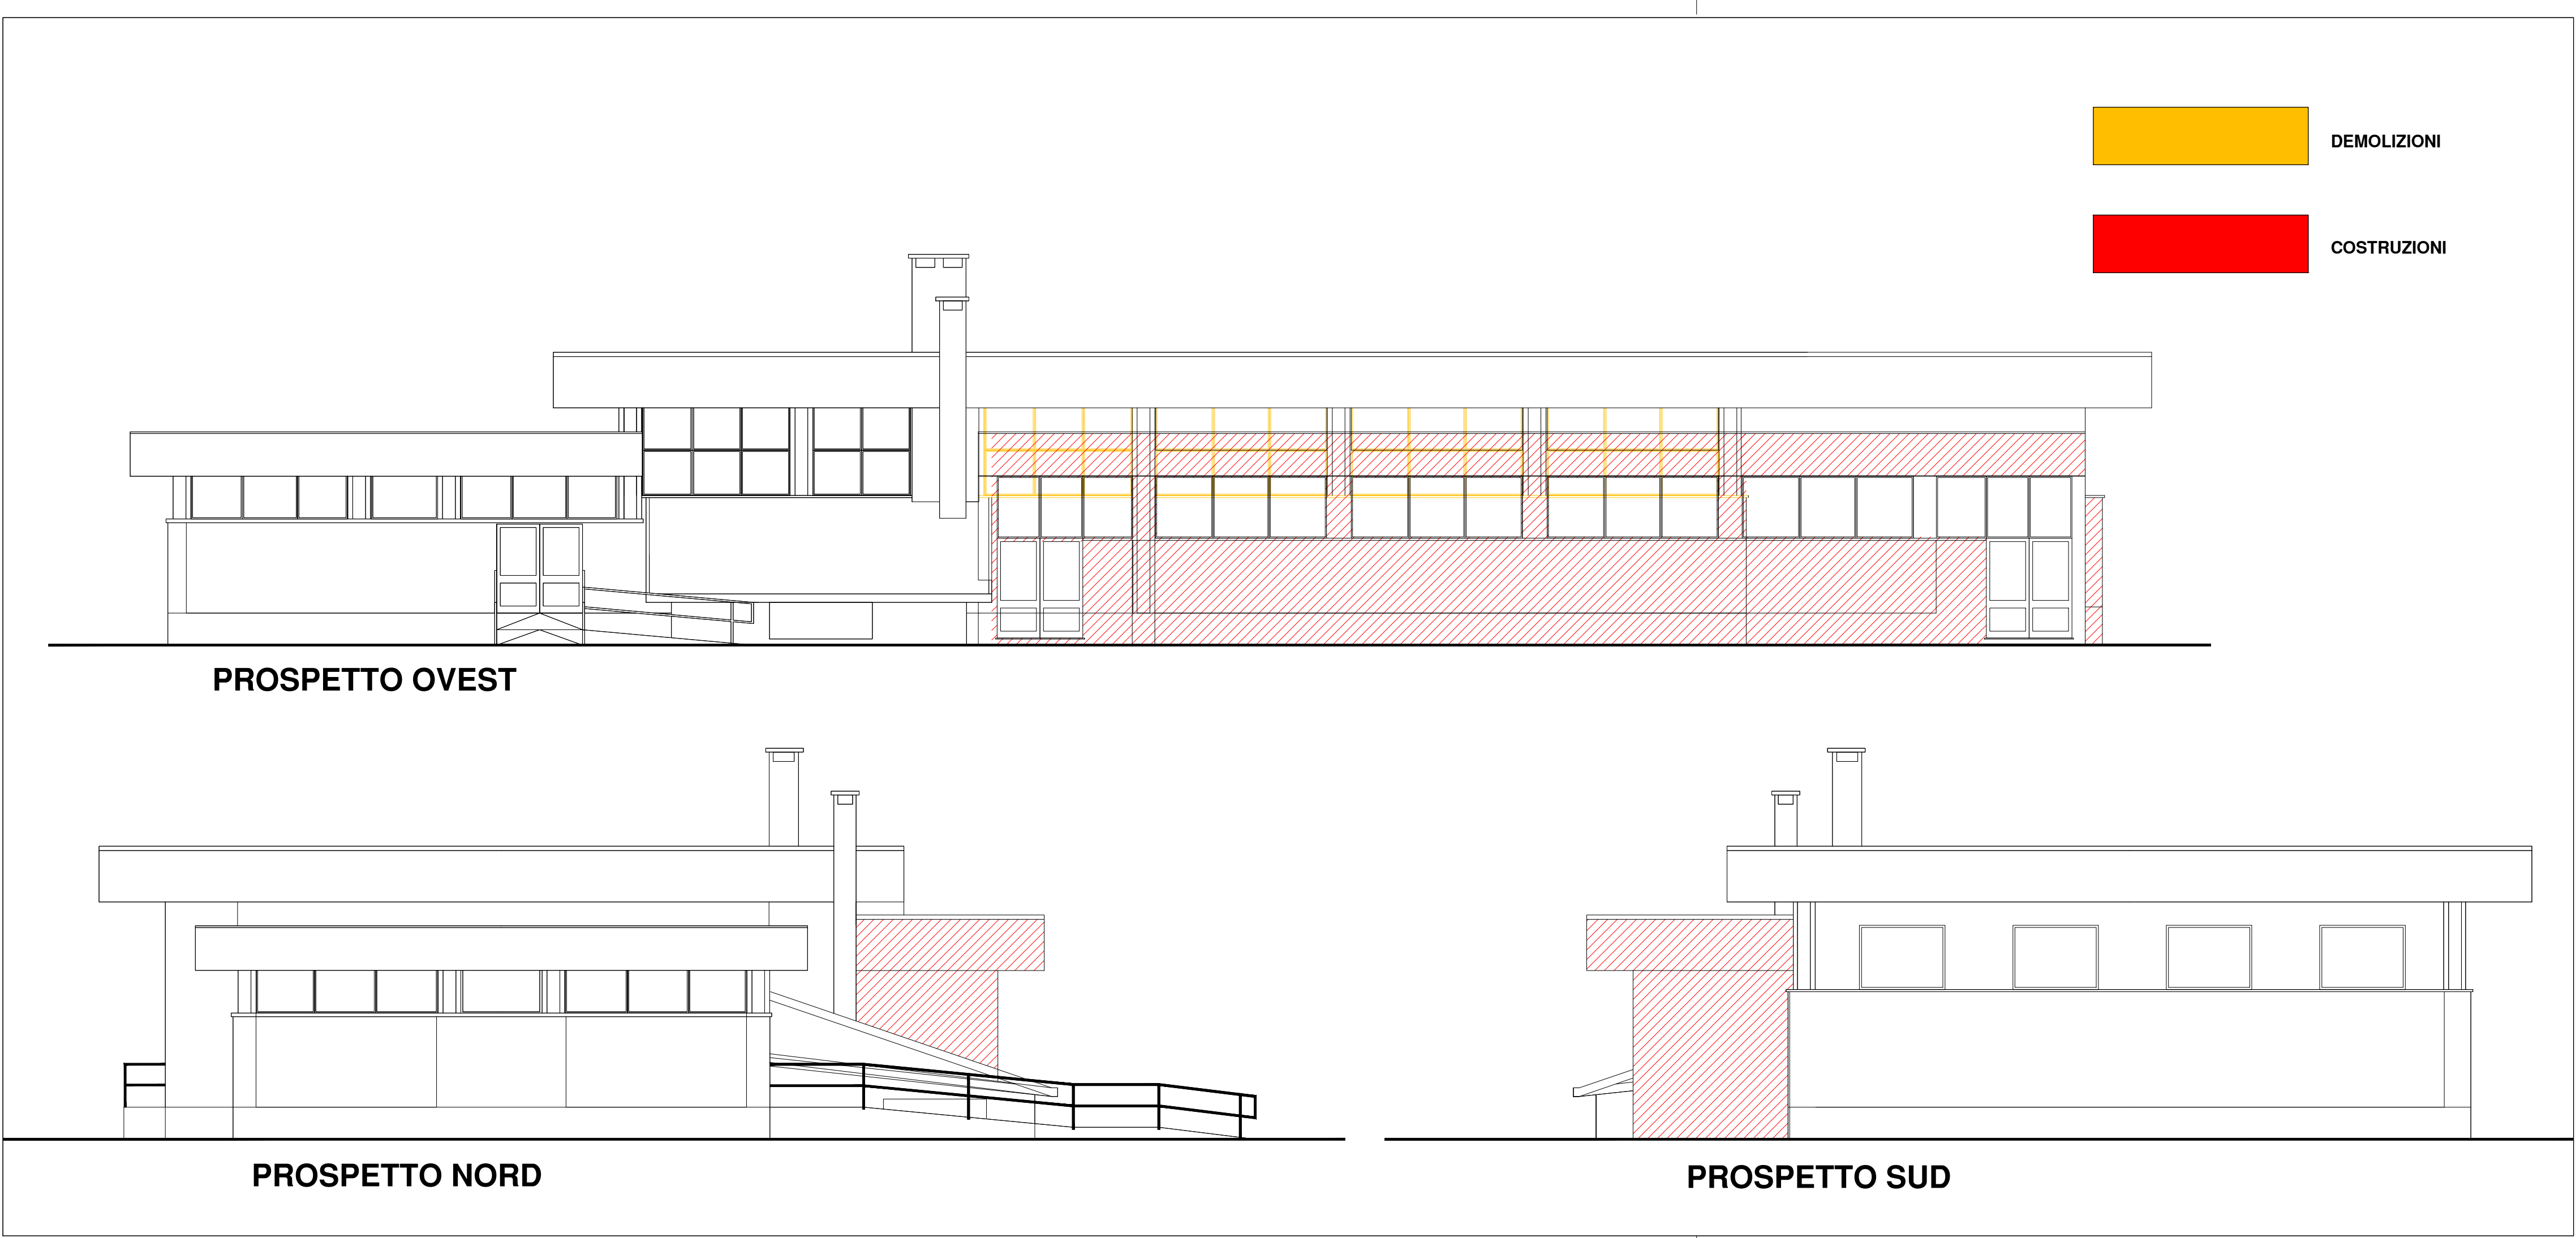 DEMOLIZIONI
COSTRUZIONI
PROSPETTO OVEST
PROSPETTO NORD
PROSPETTO SUD